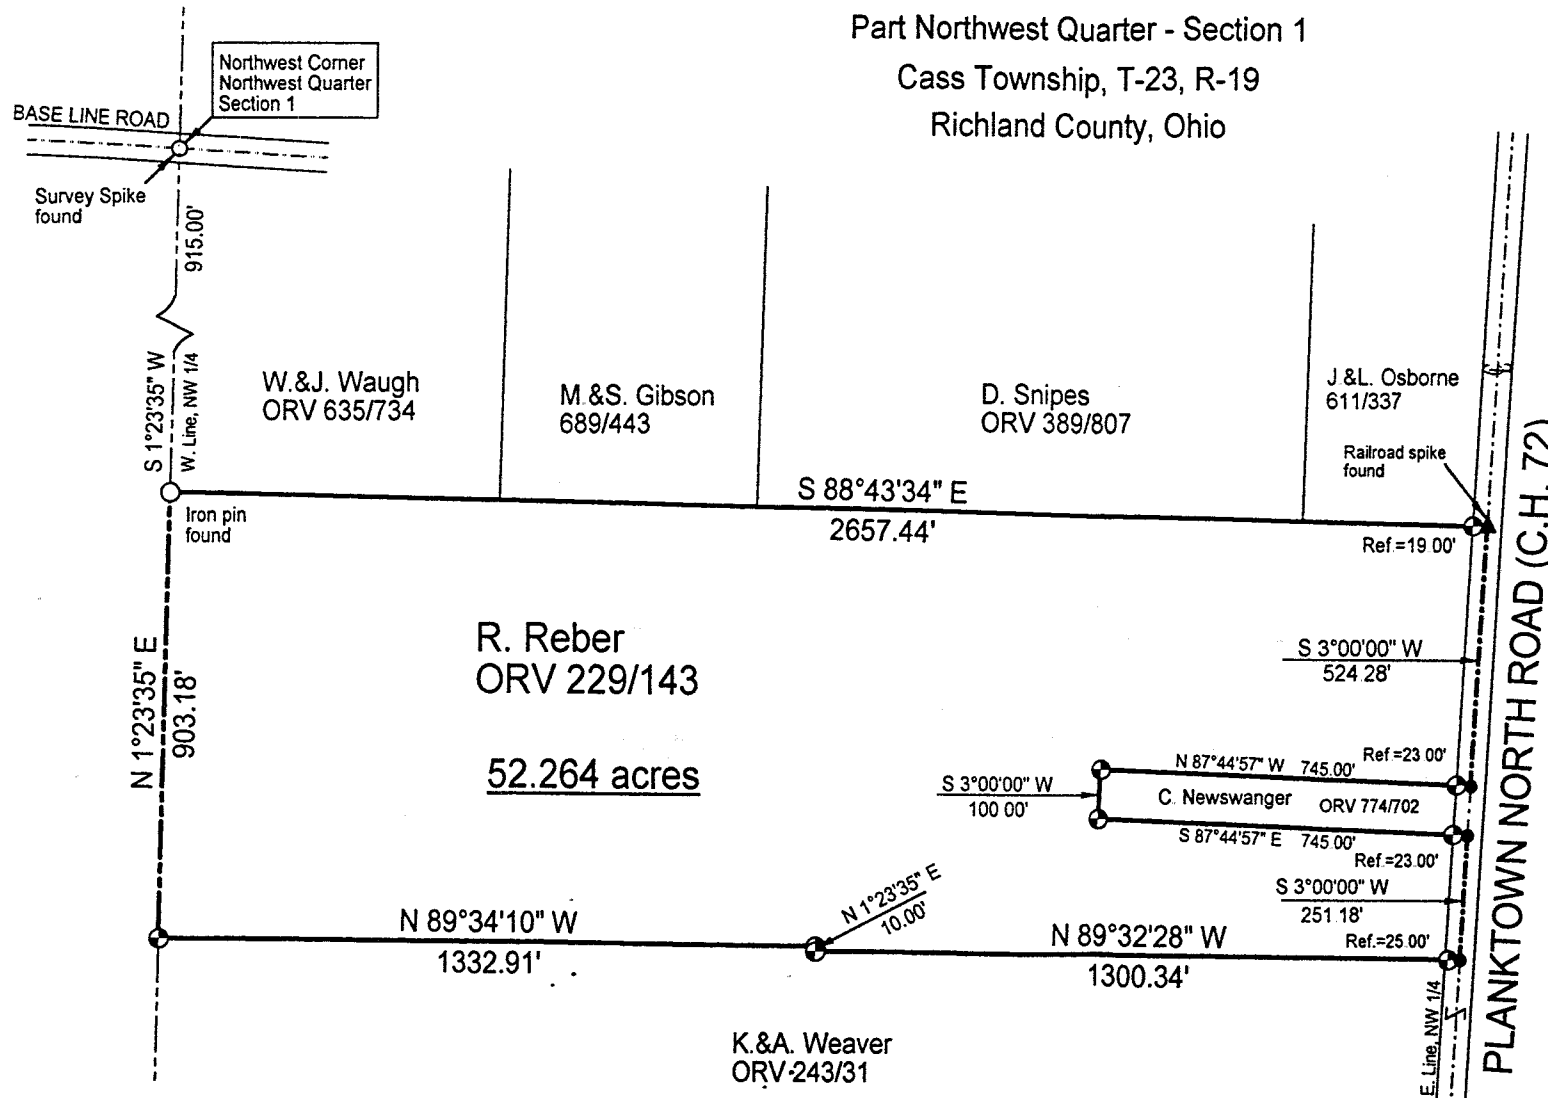 Part Northwest Quarter - Section 1
Cass Township, T-23, R-19
Richland County, Ohio
Northwest Corner
Northwest Quarter
Section 1
BASE LINE ROAD
Survey Spike
found
915.00'
S 1°23'35" W
W. Line, NW 1/4
W.&J. Waugh
ORV 635/734
M.&S. Gibson
689/443
D. Snipes
ORV 389/807
J.&L. Osborne
611/337
Railroad spike
found
S 88°43'34" E
2657.44'
Iron pin
found
Ref.=19.00'
PLANKTOWN NORTH ROAD (C.H. 72)
N 1°23'35" E
903.18'
R. Reber
ORV 229/143
52.264 acres
S 3°00'00" W
524.28'
N 87°44'57" W 745.00'
Ref.=23.00'
S 3°00'00" W
100.00'
C. Newswanger ORV 774/702
S 87°44'57" E 745.00'
Ref.=23.00'
S 3°00'00" W
251.18'
Ref.=25.00'
N 1°23'35" E
10.00'
N 89°34'10" W
1332.91'
N 89°32'28" W
1300.34'
E. Line, NW 1/4
K.&A. Weaver
ORV 243/31